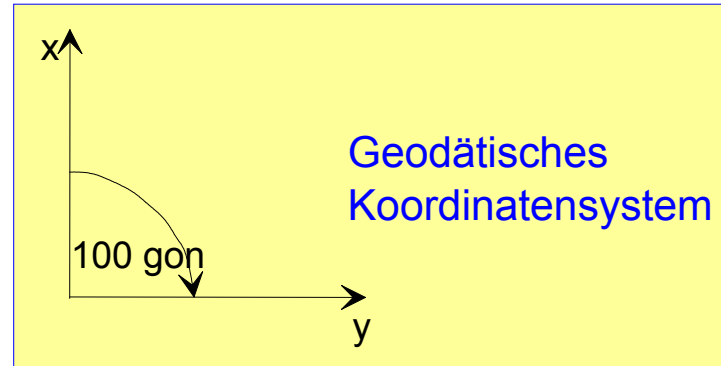 x
Geodätisches
Koordinatensystem
100 gon
y